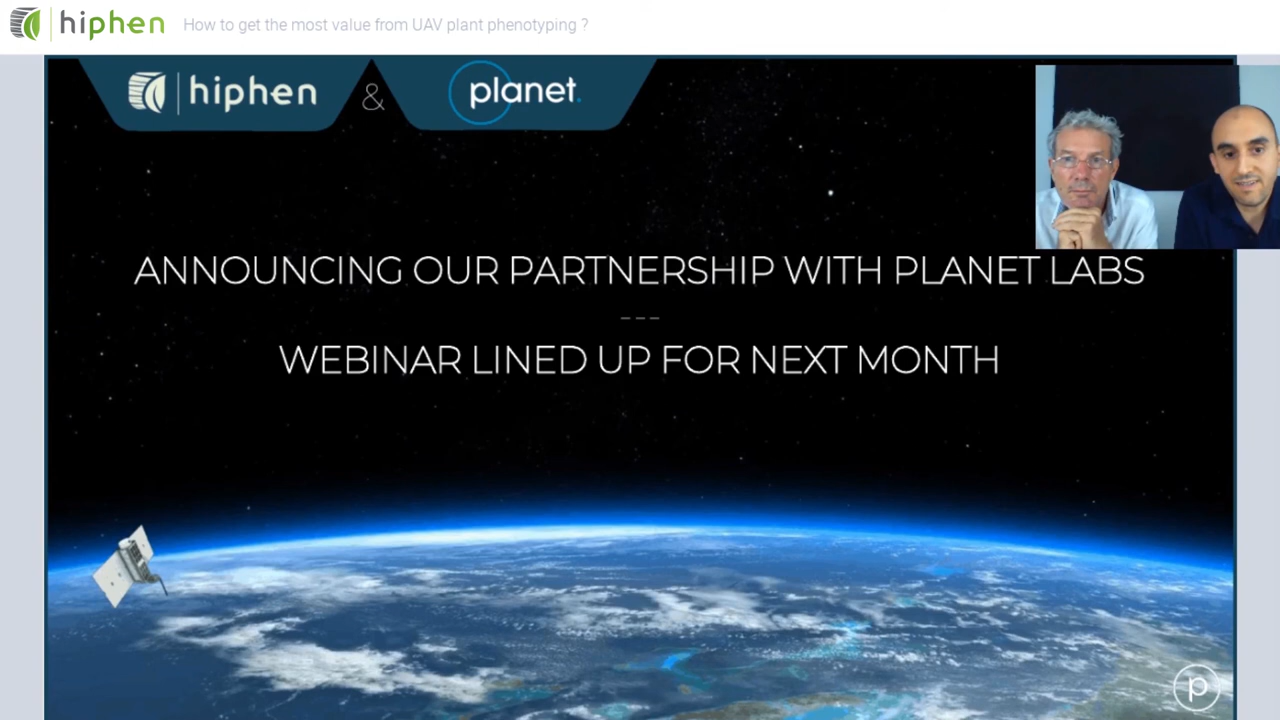 hiphen How to get the most value from UAV plant phenotyping ?
hiphen & planet.
ANNOUNCING OUR PARTNERSHIP WITH PLANET LABS
---
WEBINAR LINED UP FOR NEXT MONTH
p